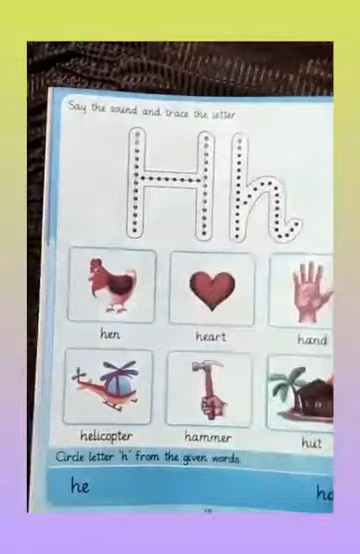 Say the sound and trace the letter
Hh
hen heart hand
helicopter hammer hut
Circle letter 'h' from the given words
he